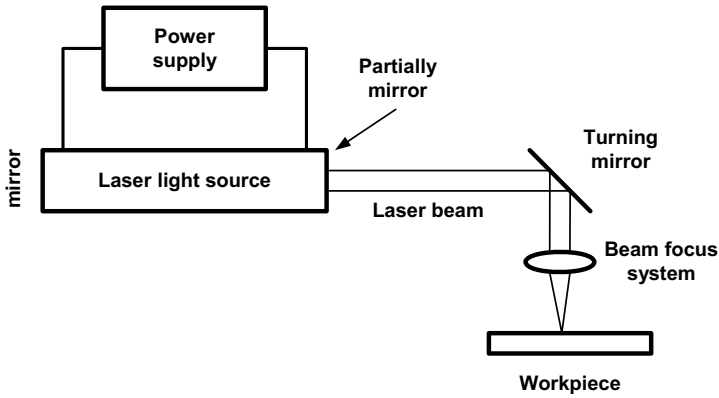 Power
supply
Partially
mirror
mirror
Laser light source
Turning
mirror
Laser beam
Beam focus
system
Workpiece